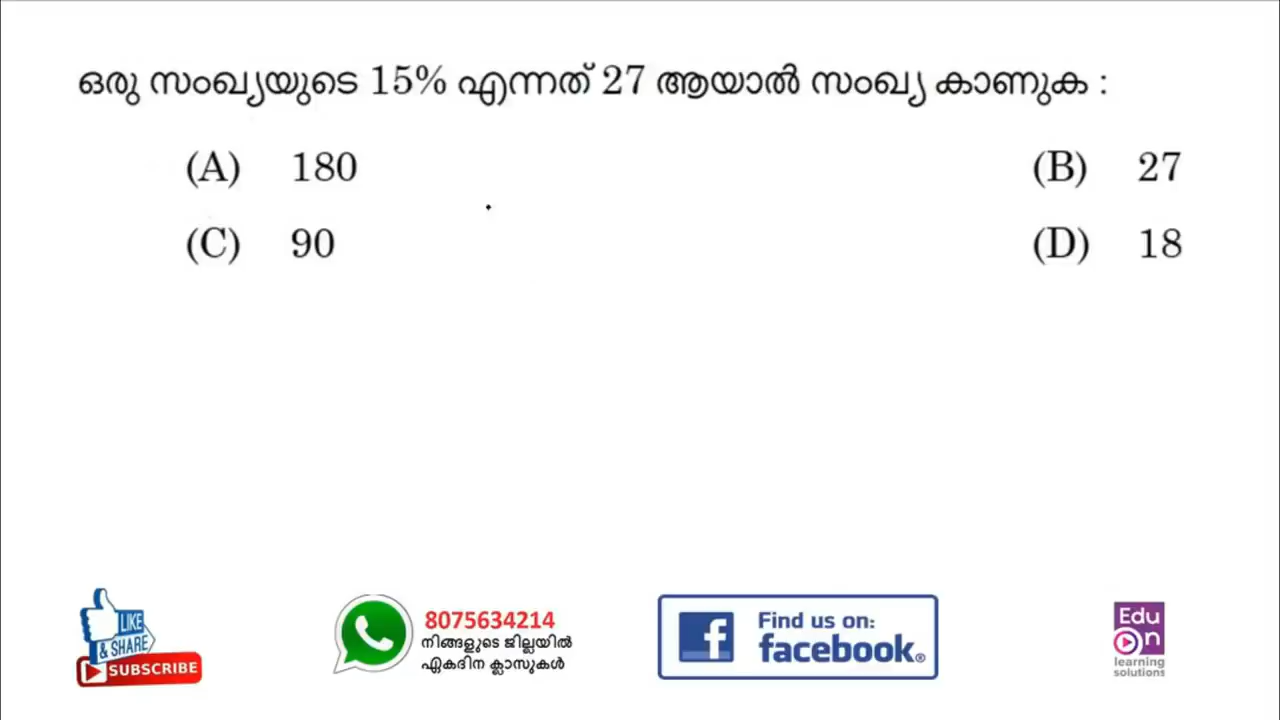 ഒരു സംഖ്യയുടെ 15% എന്നത് 27 ആയാൽ സംഖ്യ കാണുക :
(A) 180 (B) 27
(C) 90 (D) 18
LIKE
& SHARE
SUBSCRIBE
8075634214
നിങ്ങളുടെ ജില്ലയിൽ
ഏകദിന ക്ലാസുകൾ
Find us on:
facebook®
Edu
On
learning
solutions